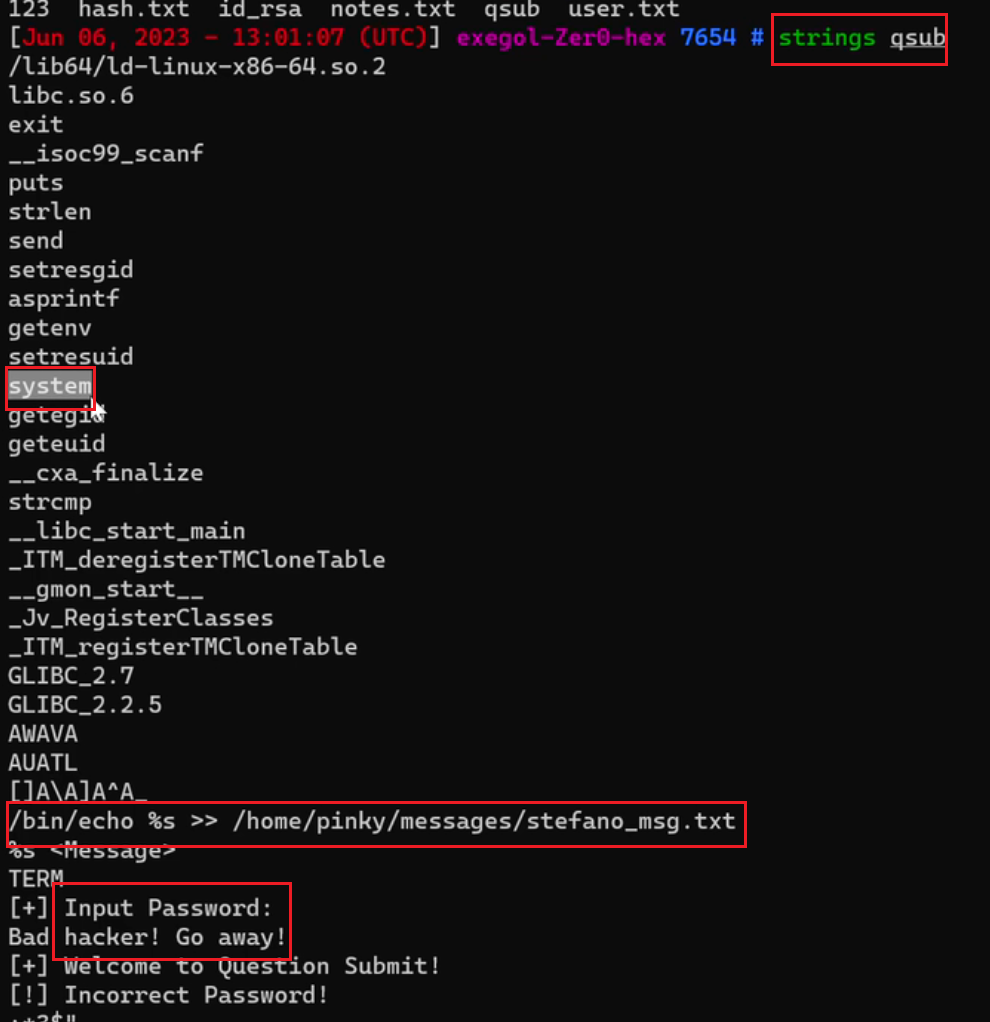 123  hash.txt  id_rsa  notes.txt  qsub  user.txt
[Jun 06, 2023 - 13:01:07 (UTC)] exegol-Zer0-hex 7654 # strings qsub
/lib64/ld-linux-x86-64.so.2
libc.so.6
exit
__isoc99_scanf
puts
strlen
send
setresgid
asprintf
getenv
setresuid
system
getegid
geteuid
__cxa_finalize
strcmp
__libc_start_main
_ITM_deregisterTMCloneTable
__gmon_start__
_Jv_RegisterClasses
_ITM_registerTMCloneTable
GLIBC_2.7
GLIBC_2.2.5
AWAVA
AUATL
[]A\A]A^A_
/bin/echo %s >> /home/pinky/messages/stefano_msg.txt
%s <Message>
TERM
[+] Input Password:
Bad hacker! Go away!
[+] Welcome to Question Submit!
[!] Incorrect Password!